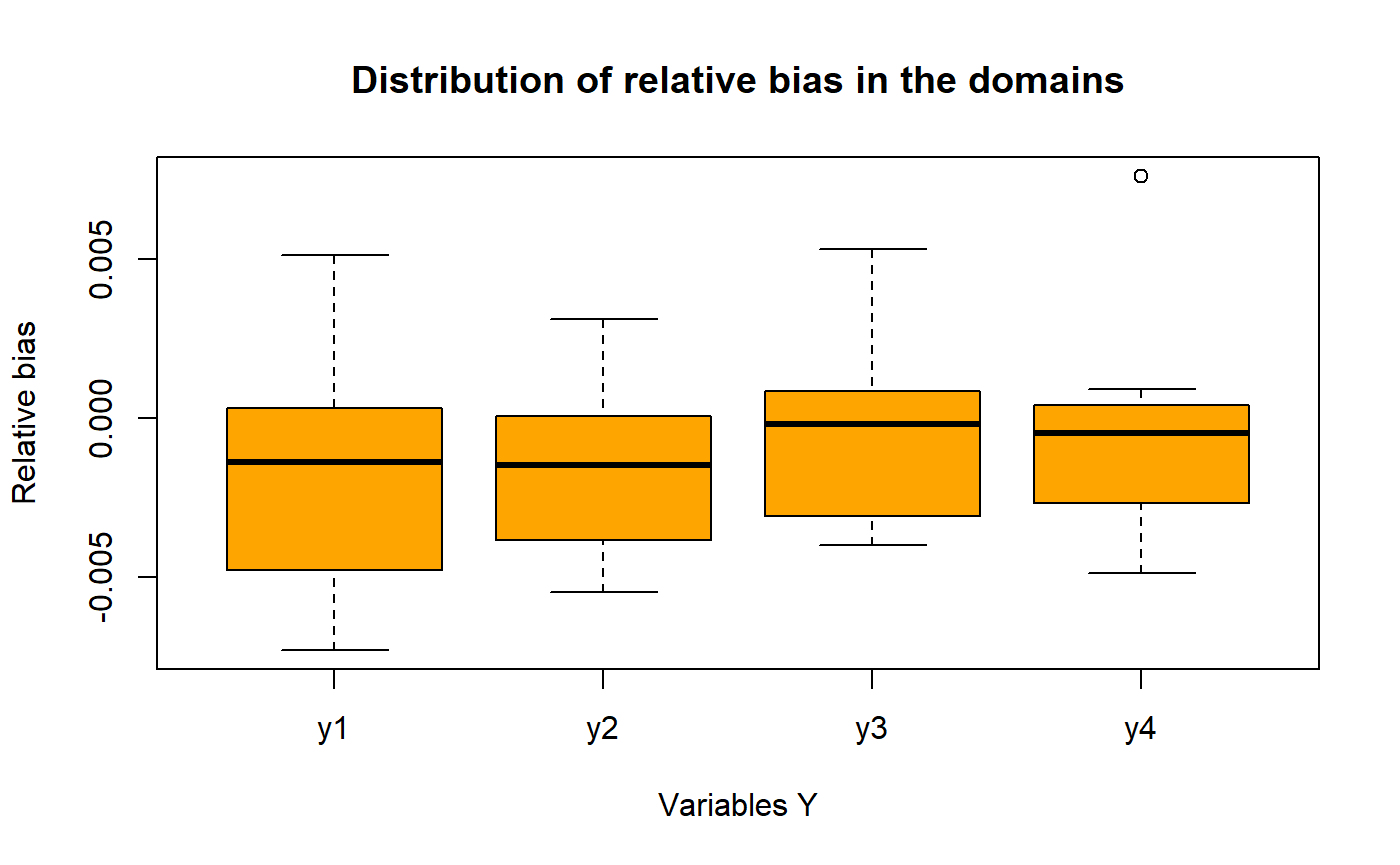 Distribution of relative bias in the domains
Relative bias
0.005
0.000
-0.005
y1
y2
y3
y4
Variables Y